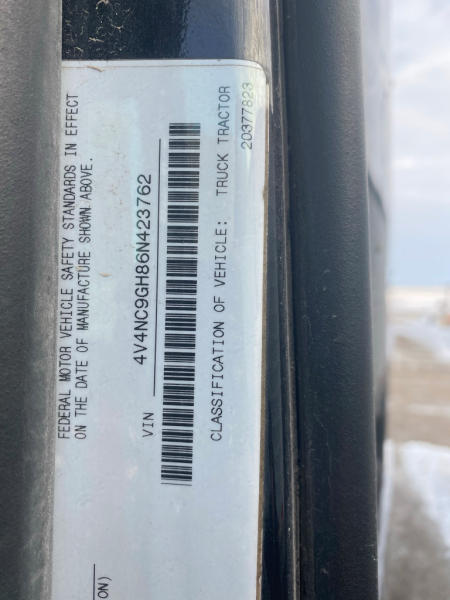 FEDERAL MOTOR VEHICLE SAFETY STANDARDS IN EFFECT
ON THE DATE OF MANUFACTURE SHOWN ABOVE.
VIN 4V4NC9GH86N423762
CLASSIFICATION OF VEHICLE: TRUCK TRACTOR
20377823